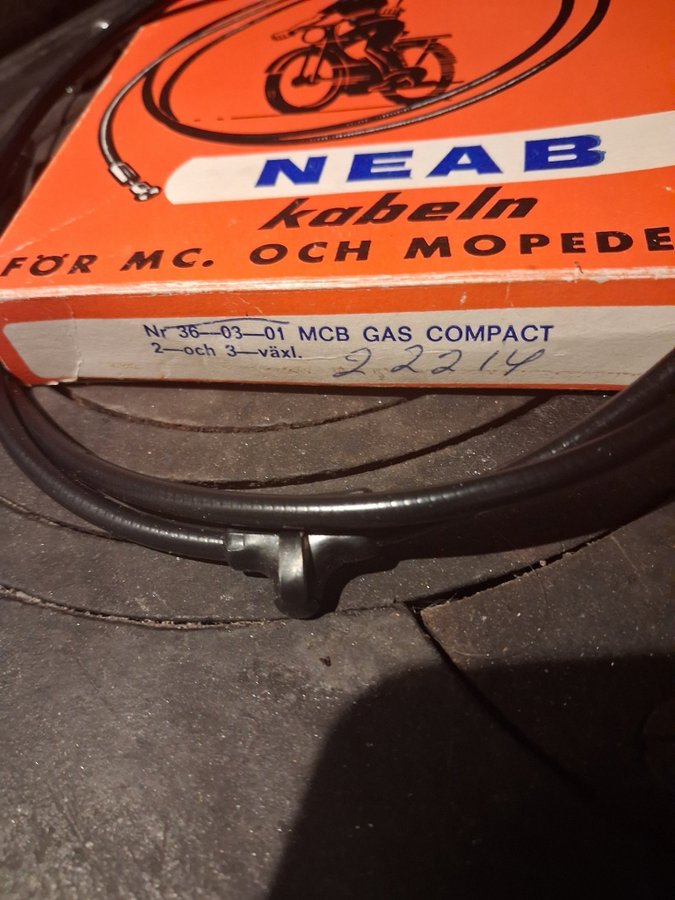 NEAB
kabeln
FÖR MC. OCH MOPEDE
Nr 36—03—01 MCB GAS COMPACT
2—och 3—växl. 22214